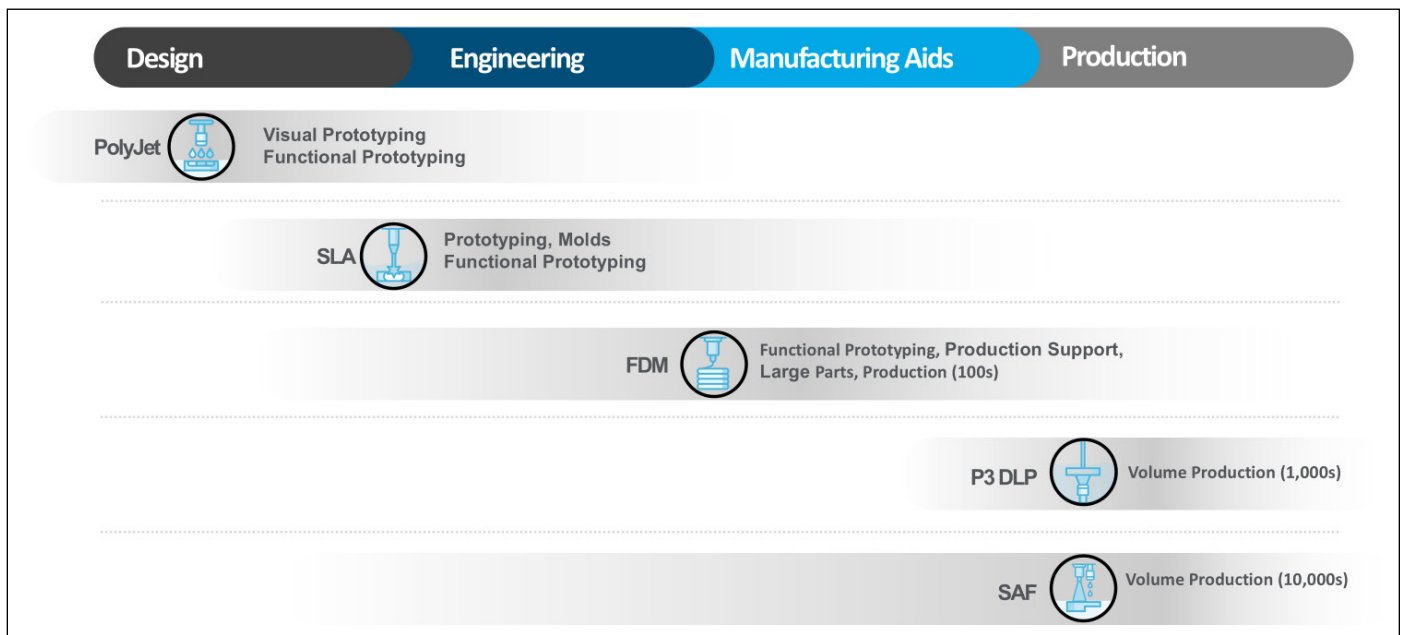 Design
Engineering
Manufacturing Aids
Production
PolyJet
Visual Prototyping
Functional Prototyping
SLA
Prototyping, Molds
Functional Prototyping
FDM
Functional Prototyping, Production Support,
Large Parts, Production (100s)
P3 DLP
Volume Production (1,000s)
SAF
Volume Production (10,000s)